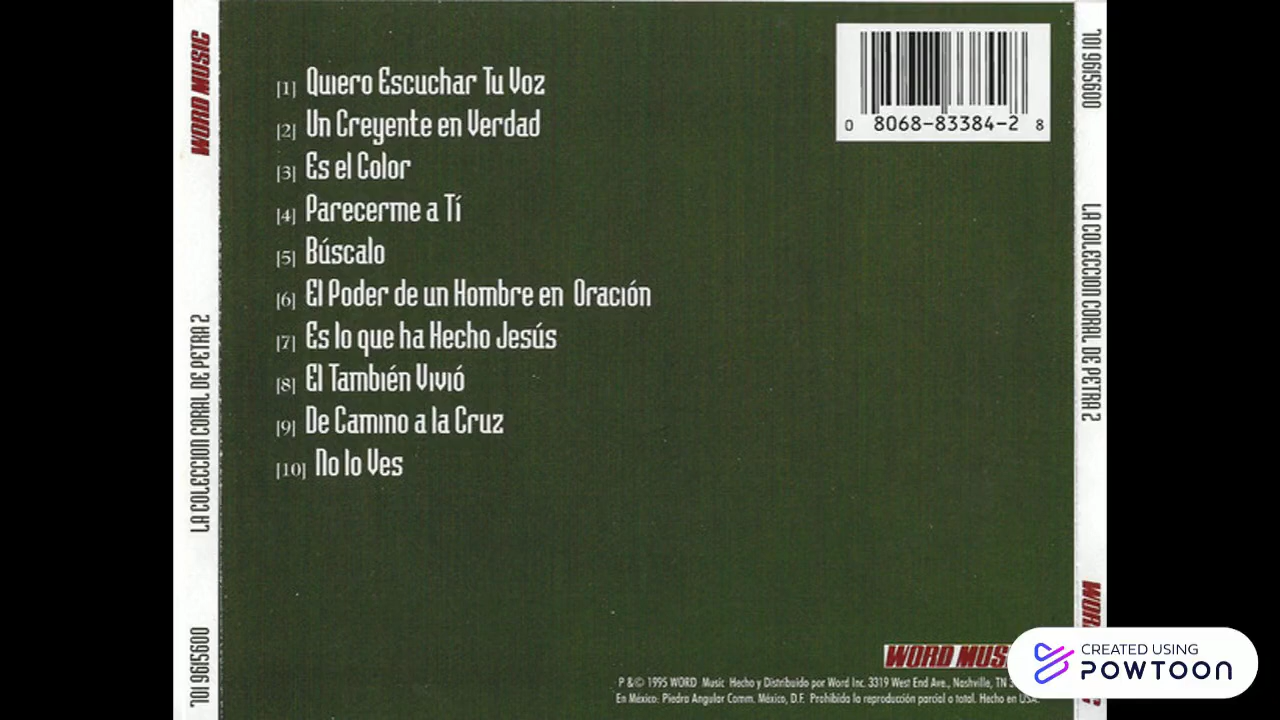 WORD MUSIC
LA COLECCION CORAL DE PETRA 2
701 9615600
[1] Quiero Escuchar Tu Voz
[2] Un Creyente en Verdad
[3] Es el Color
[4] Parecerme a Tí
[5] Búscalo
[6] El Poder de un Hombre en Oración
[7] Es lo que ha Hecho Jesús
[8] El También Vivió
[9] De Camino a la Cruz
[10] No lo Ves
0 8068-83384-2 8
701 9615600
LA COLECCION CORAL DE PETRA 2
WORD
P & © 1995 WORD Music Hecho y Distribuido por Word Inc. 3319 West End Ave., Nashville, TN
En México: Piedra Angular Comm. México, D.F. Prohibida la reproducción parcial o total. Hecho en USA.
CREATED USING
POWTOON